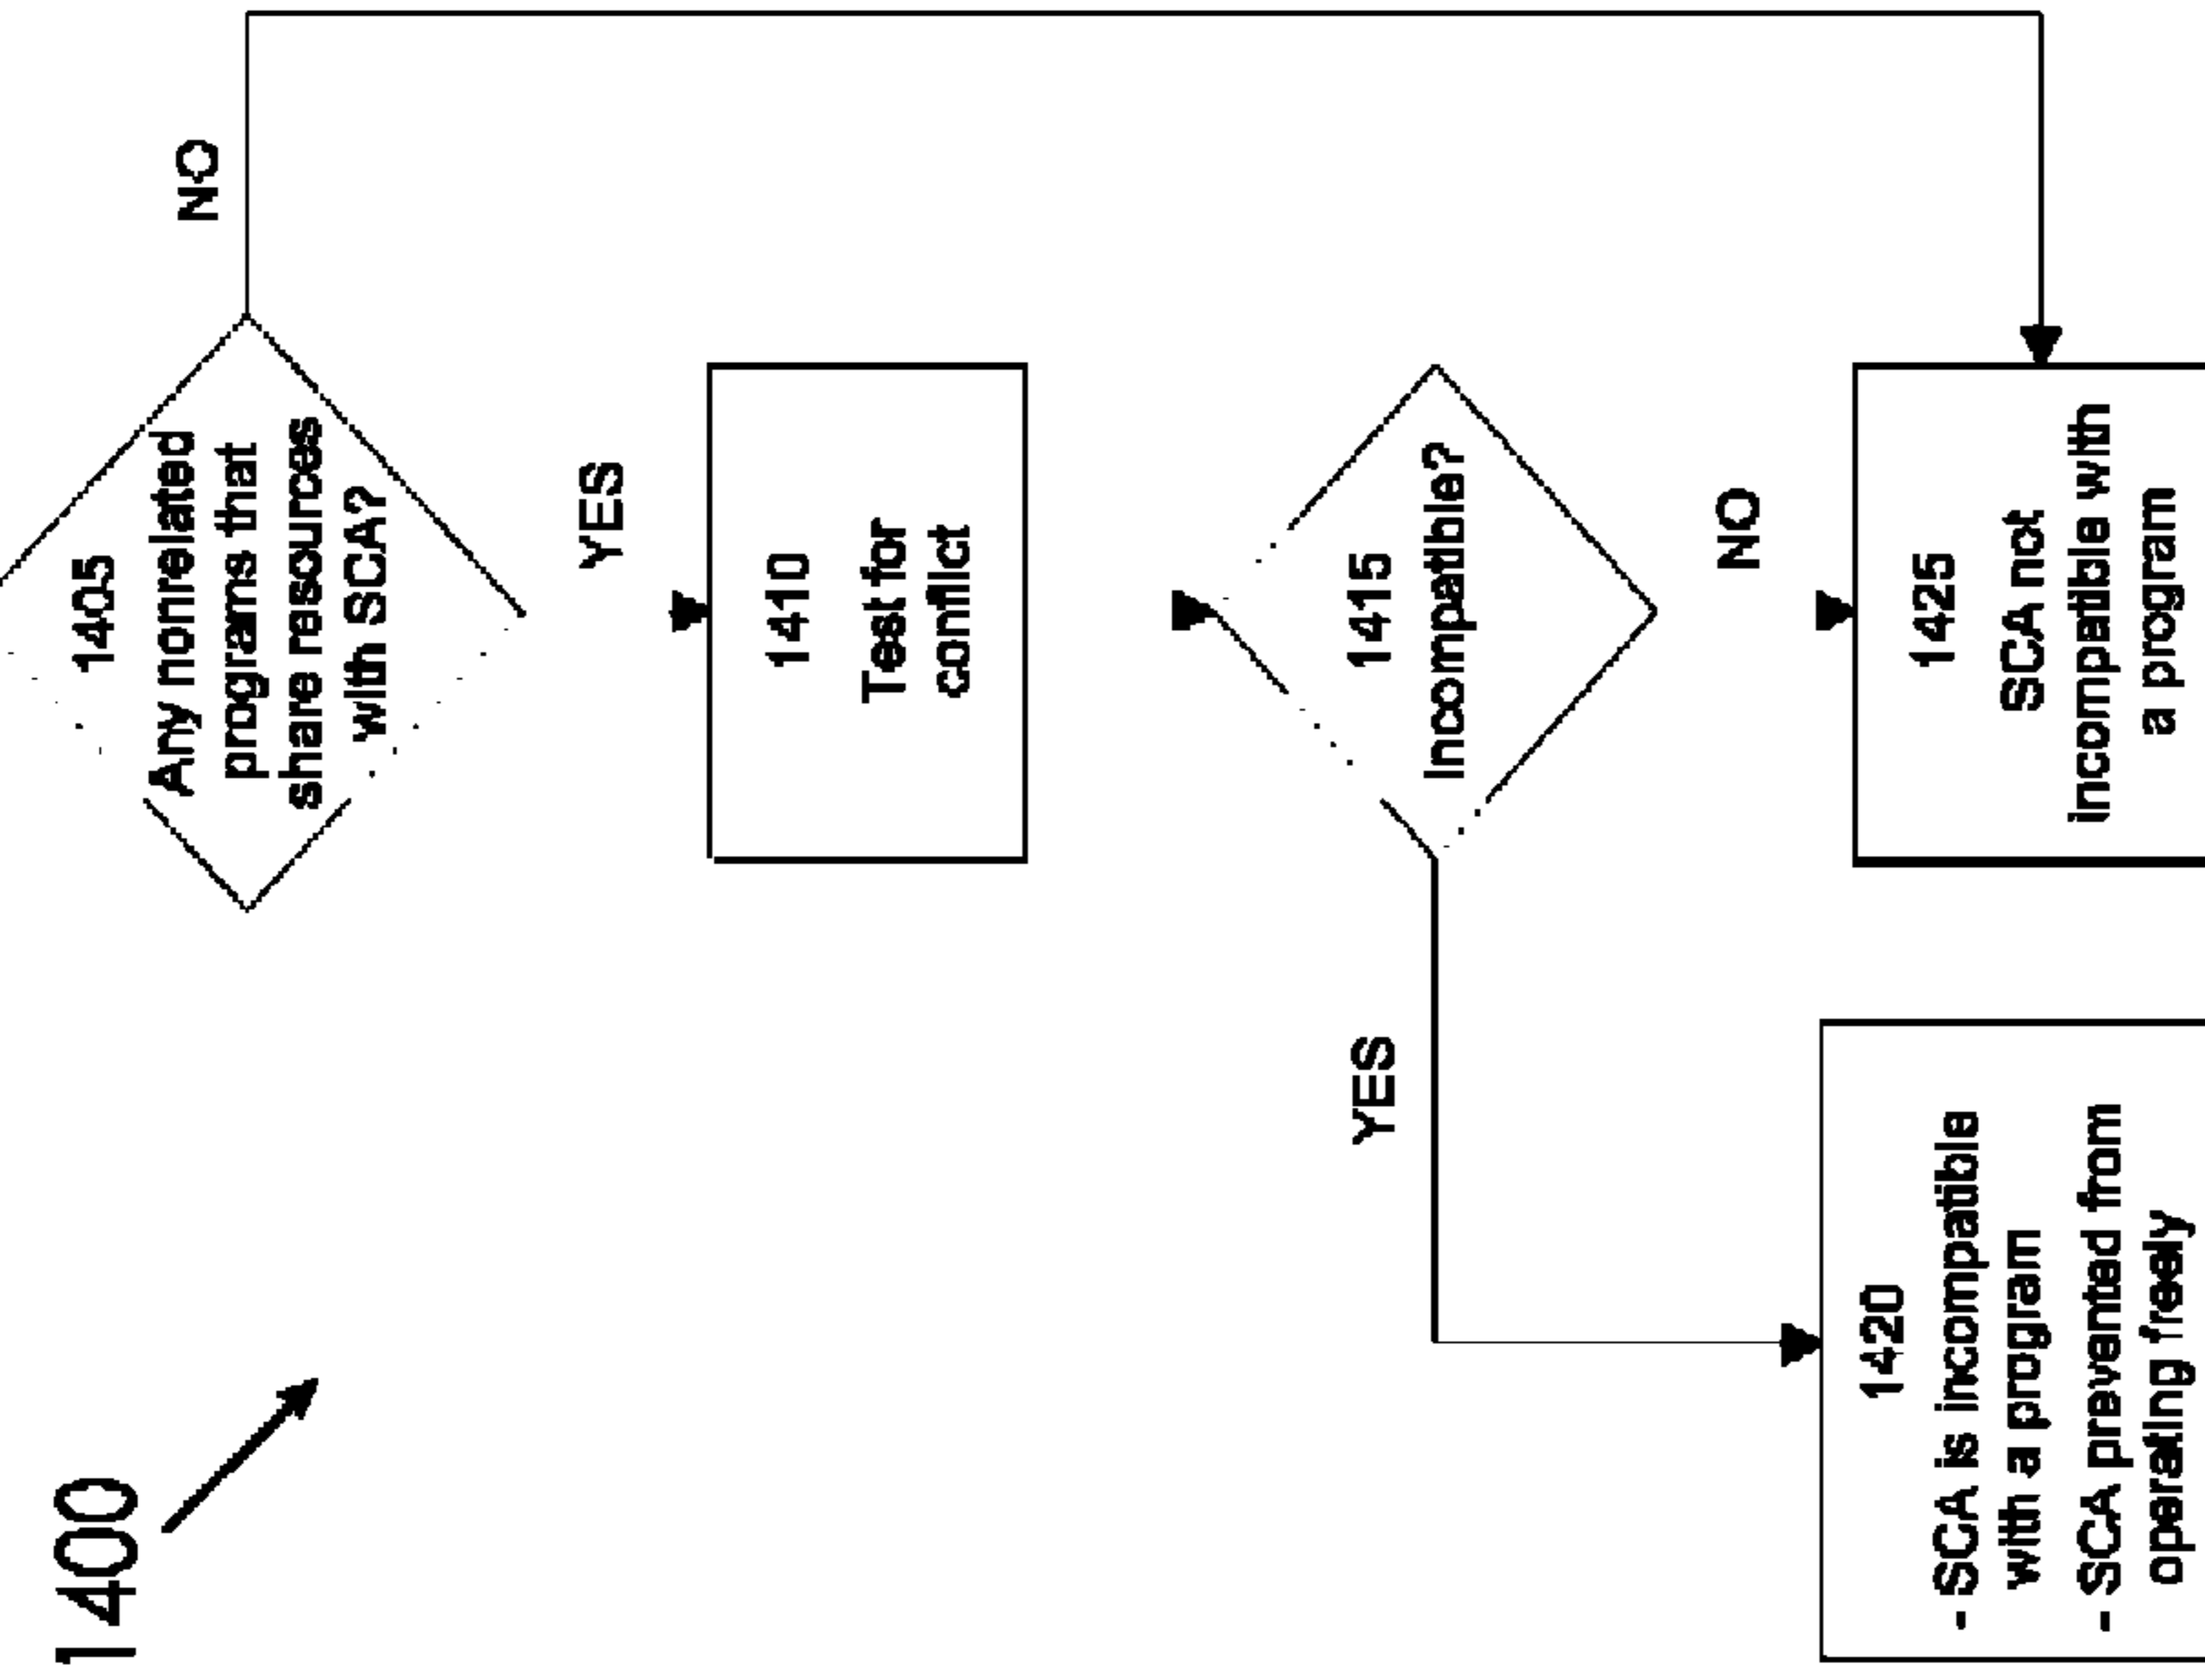 1400
1405
Any nonrelated
programs that
share resources
with SCA?
NO
YES
1410
Test for
conflict
1415
Incompatible?
YES
NO
1420
- SCA is incompatible
with a program
- SCA prevented from
operating freely
1425
SCA not
incompatible with
a program